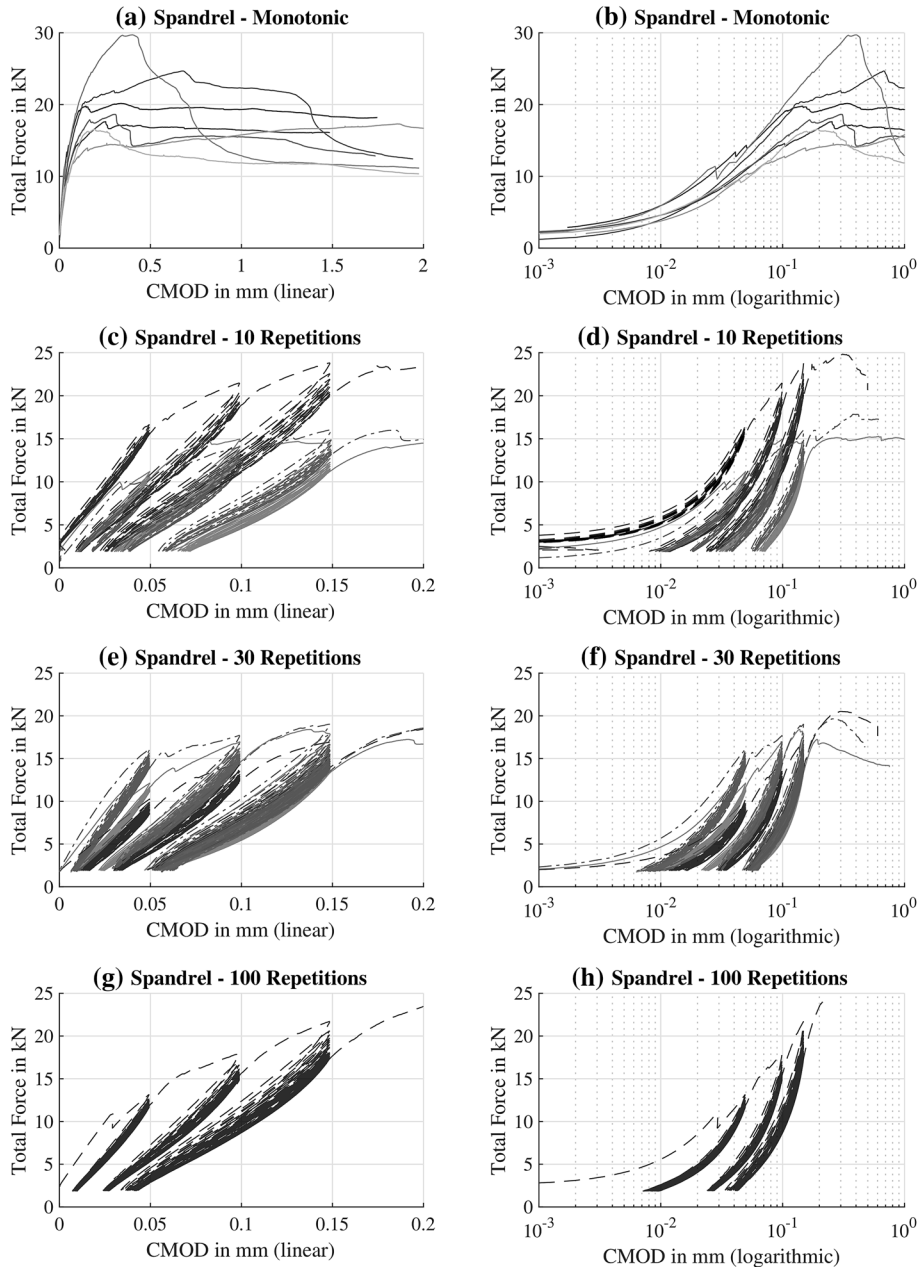 (a) Spandrel - Monotonic
30
20
10
0
Total Force in kN
0 0.5 1 1.5 2
CMOD in mm (linear)
(b) Spandrel - Monotonic
30
20
10
0
Total Force in kN
10-3 10-2 10-1 100
CMOD in mm (logarithmic)
(c) Spandrel - 10 Repetitions
25
20
15
10
5
0
Total Force in kN
0 0.05 0.1 0.15 0.2
CMOD in mm (linear)
(d) Spandrel - 10 Repetitions
25
20
15
10
5
0
Total Force in kN
10-3 10-2 10-1 100
CMOD in mm (logarithmic)
(e) Spandrel - 30 Repetitions
25
20
15
10
5
0
Total Force in kN
0 0.05 0.1 0.15 0.2
CMOD in mm (linear)
(f) Spandrel - 30 Repetitions
25
20
15
10
5
0
Total Force in kN
10-3 10-2 10-1 100
CMOD in mm (logarithmic)
(g) Spandrel - 100 Repetitions
25
20
15
10
5
0
Total Force in kN
0 0.05 0.1 0.15 0.2
CMOD in mm (linear)
(h) Spandrel - 100 Repetitions
25
20
15
10
5
0
Total Force in kN
10-3 10-2 10-1 100
CMOD in mm (logarithmic)